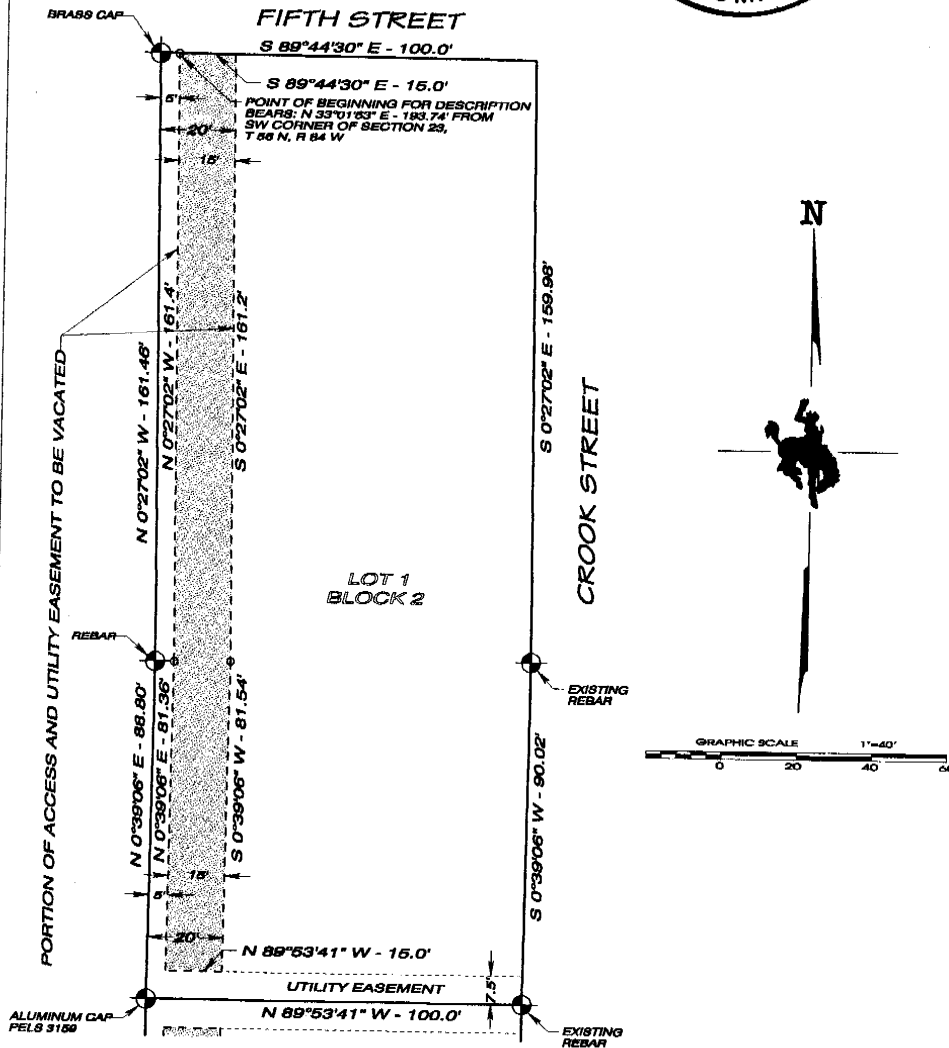 BRASS CAP
FIFTH STREET
S 89°44'30" E - 100.0'
S 89°44'30" E - 15.0'
5'
POINT OF BEGINNING FOR DESCRIPTION
BEARS: N 33°01'53" E - 193.74' FROM
SW CORNER OF SECTION 23,
T 56 N, R 84 W
20'
15'
N
PORTION OF ACCESS AND UTILITY EASEMENT TO BE VACATED
N 0°27'02" W - 161.46'
N 0°27'02" W - 161.4'
S 0°27'02" E - 161.2'
S 0°27'02" E - 159.98'
CROOK STREET
LOT 1
BLOCK 2
REBAR
EXISTING
REBAR
N 0°39'06" E - 88.80'
N 0°39'06" E - 81.36'
S 0°39'06" W - 81.54'
S 0°39'06" W - 90.02'
GRAPHIC SCALE 1"=40'
0 20 40
15'
5'
20'
N 89°53'41" W - 15.0'
UTILITY EASEMENT
7.5'
N 89°53'41" W - 100.0'
ALUMINUM CAP
PELS 3159
EXISTING
REBAR